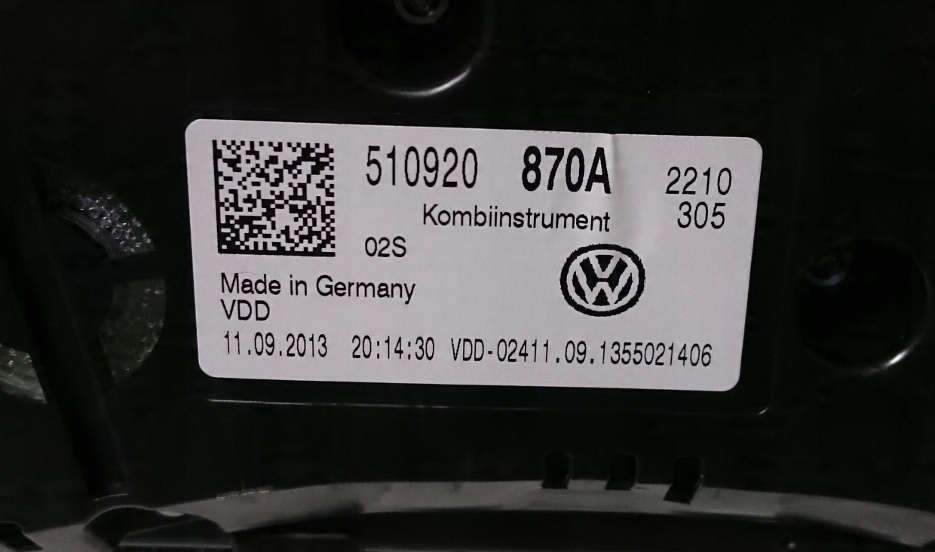 510920 870A 2210
Kombiinstrument 305
02S
Made in Germany
VDD
11.09.2013 20:14:30 VDD-02411.09.1355021406